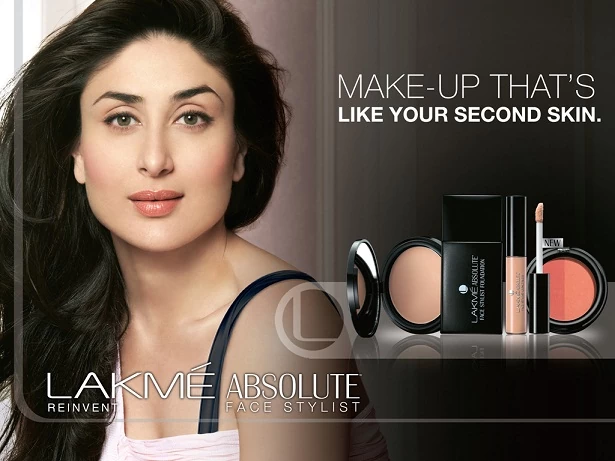 MAKE-UP THAT'S
LIKE YOUR SECOND SKIN.
NEW
LAKMÉ ABSOLUTE
FACE STYLIST FOUNDATION
L
LAKMÉ ABSOLUTE
REINVENT FACE STYLIST